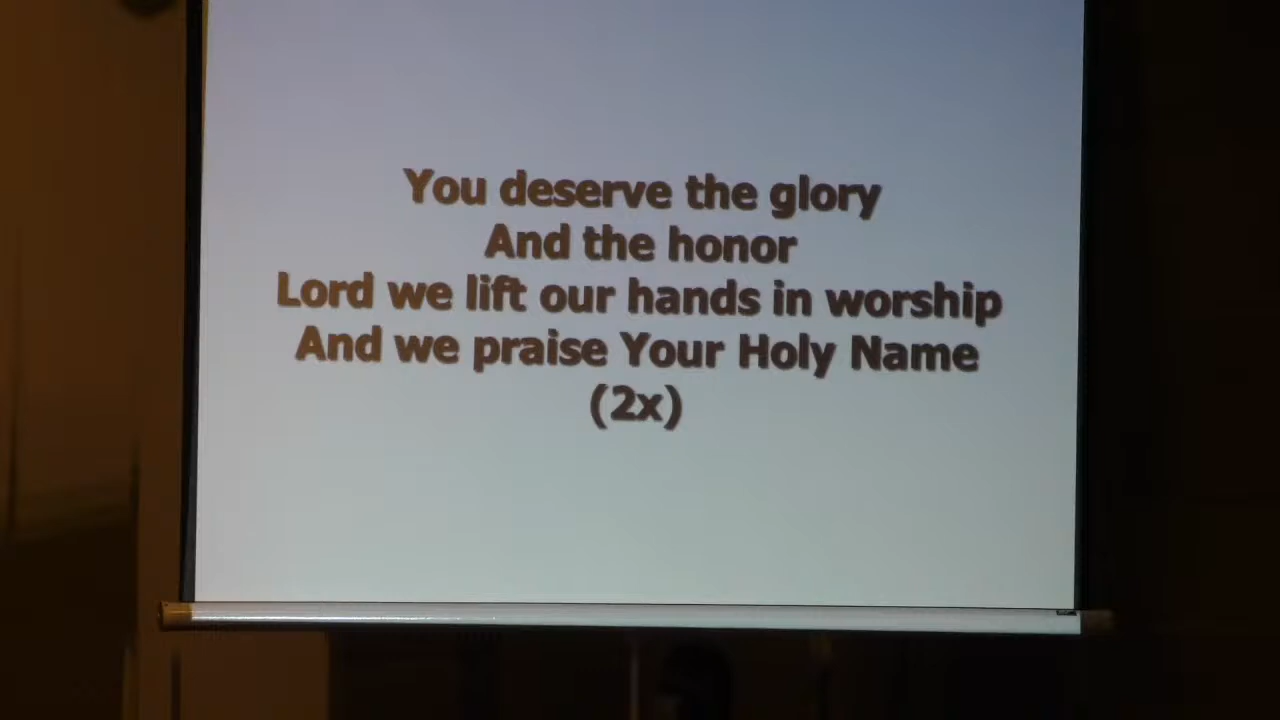 You deserve the glory
And the honor
Lord we lift our hands in worship
And we praise Your Holy Name
(2x)